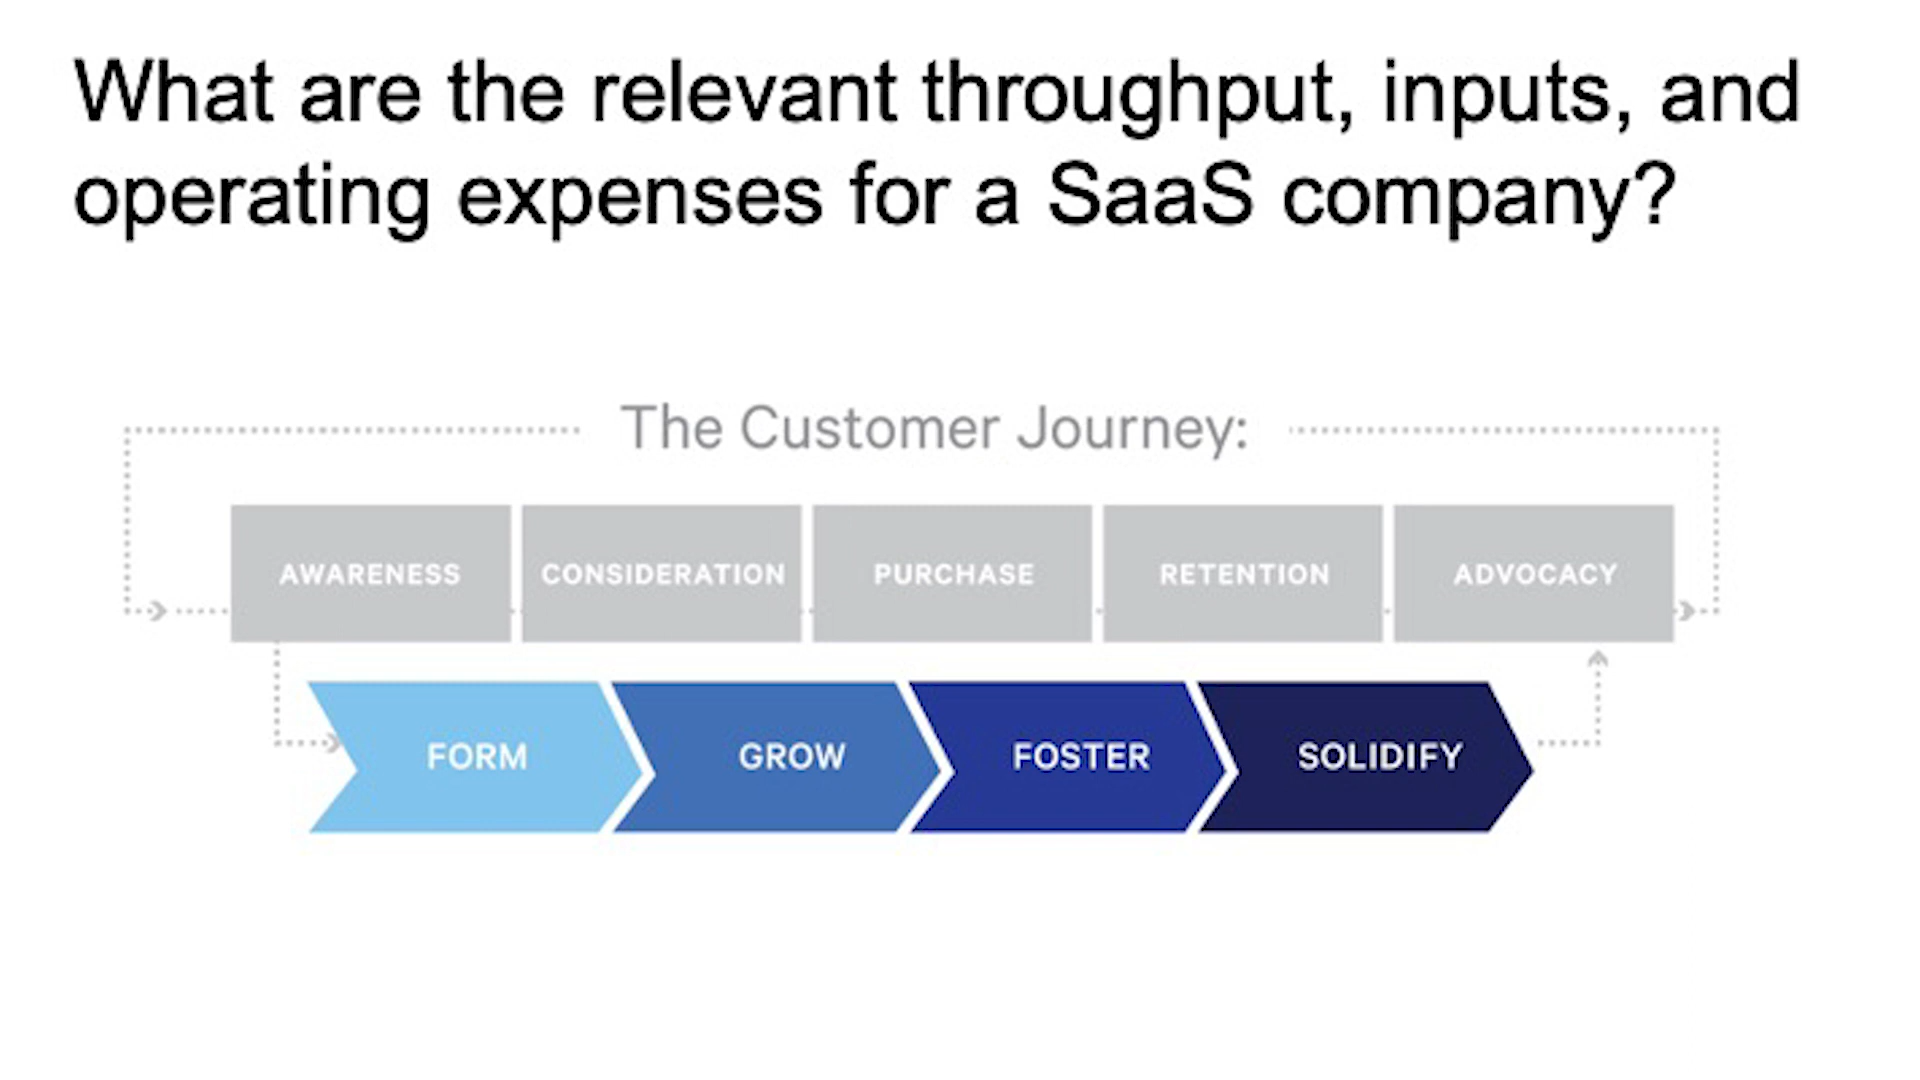 What are the relevant throughput, inputs, and
operating expenses for a SaaS company?
The Customer Journey:
AWARENESS
CONSIDERATION
PURCHASE
RETENTION
ADVOCACY
FORM
GROW
FOSTER
SOLIDIFY